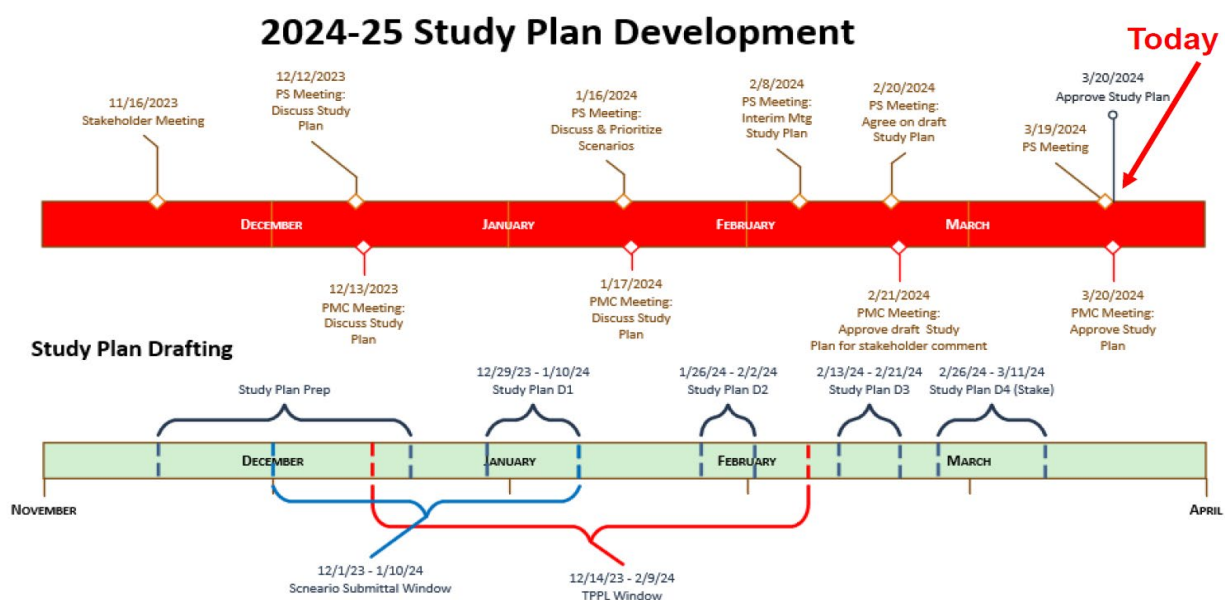 2024-25 Study Plan Development
Today
11/16/2023
Stakeholder Meeting
12/12/2023
PS Meeting:
Discuss Study
Plan
1/16/2024
PS Meeting:
Discuss & Prioritize
Scenarios
2/8/2024
PS Meeting:
Interim Mtg
Study Plan
2/20/2024
PS Meeting:
Agree on draft
Study Plan
3/19/2024
PS Meeting
3/20/2024
Approve Study Plan
December
January
February
March
12/13/2023
PMC Meeting:
Discuss Study
Plan
1/17/2024
PMC Meeting:
Discuss Study
Plan
2/21/2024
PMC Meeting:
Approve draft Study
Plan for stakeholder comment
3/20/2024
PMC Meeting:
Approve Study
Plan
Study Plan Drafting
Study Plan Prep
12/29/23 - 1/10/24
Study Plan D1
1/26/24 - 2/2/24
Study Plan D2
2/13/24 - 2/21/24
Study Plan D3
2/26/24 - 3/11/24
Study Plan D4 (Stake)
December
January
February
March
November
April
12/1/23 - 1/10/24
Scneario Submittal Window
12/14/23 - 2/9/24
TPPL Window